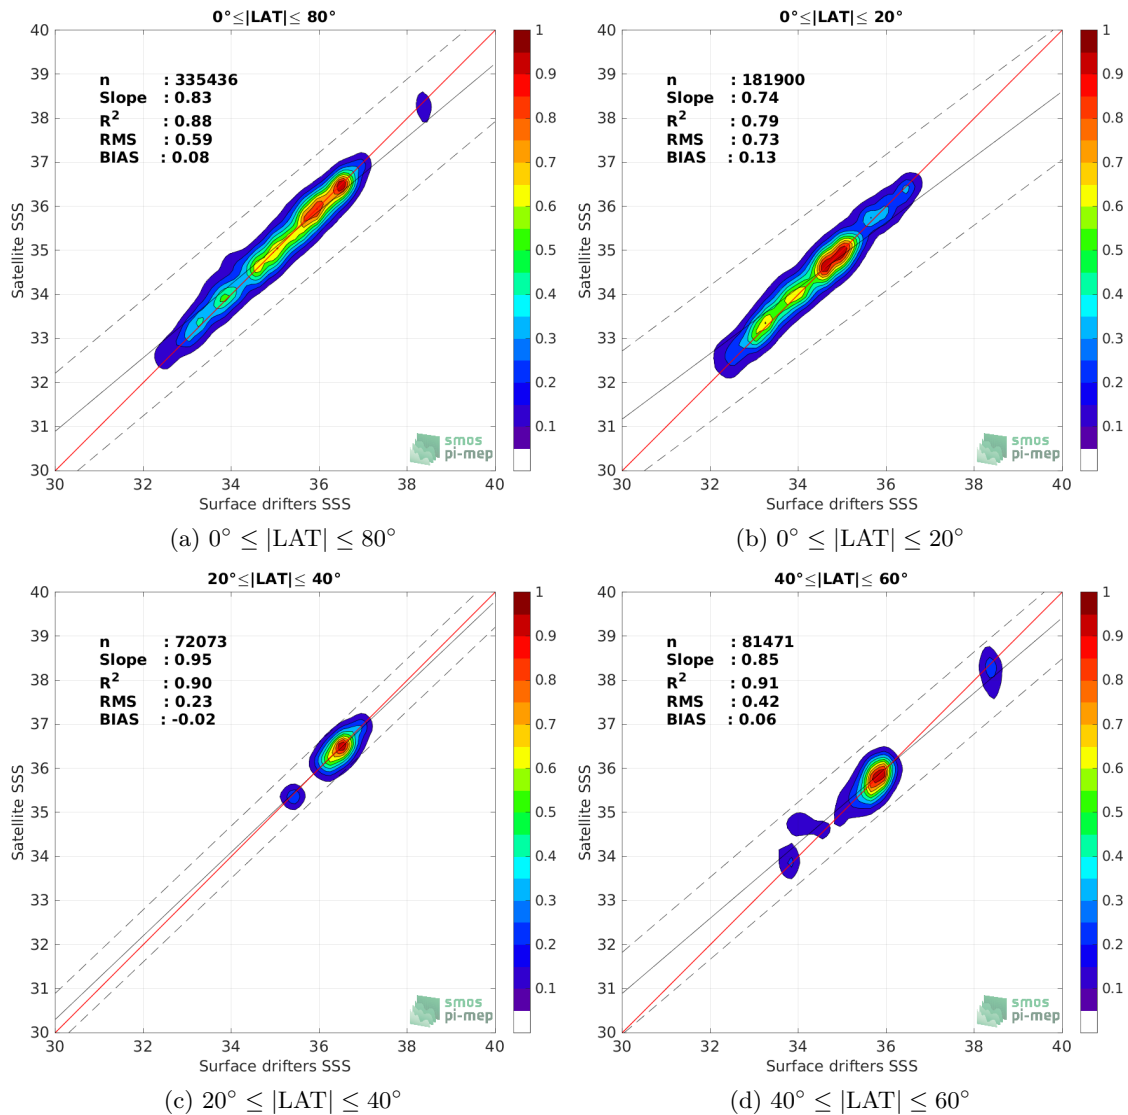 0°≤|LAT|≤ 80°
40
39
38
37
36
35
34
33
32
31
30
Satellite SSS
n : 335436
Slope : 0.83
R2 : 0.88
RMS : 0.59
BIAS : 0.08
smos
pi-mep
30 32 34 36 38 40
Surface drifters SSS
1
0.9
0.8
0.7
0.6
0.5
0.4
0.3
0.2
0.1
(a) 0° ≤ |LAT| ≤ 80°
0°≤|LAT|≤ 20°
40
39
38
37
36
35
34
33
32
31
30
Satellite SSS
n : 181900
Slope : 0.74
R2 : 0.79
RMS : 0.73
BIAS : 0.13
smos
pi-mep
30 32 34 36 38 40
Surface drifters SSS
1
0.9
0.8
0.7
0.6
0.5
0.4
0.3
0.2
0.1
(b) 0° ≤ |LAT| ≤ 20°
20°≤|LAT|≤ 40°
40
39
38
37
36
35
34
33
32
31
30
Satellite SSS
n : 72073
Slope : 0.95
R2 : 0.90
RMS : 0.23
BIAS : -0.02
smos
pi-mep
30 32 34 36 38 40
Surface drifters SSS
1
0.9
0.8
0.7
0.6
0.5
0.4
0.3
0.2
0.1
(c) 20° ≤ |LAT| ≤ 40°
40°≤|LAT|≤ 60°
40
39
38
37
36
35
34
33
32
31
30
Satellite SSS
n : 81471
Slope : 0.85
R2 : 0.91
RMS : 0.42
BIAS : 0.06
smos
pi-mep
30 32 34 36 38 40
Surface drifters SSS
1
0.9
0.8
0.7
0.6
0.5
0.4
0.3
0.2
0.1
(d) 40° ≤ |LAT| ≤ 60°